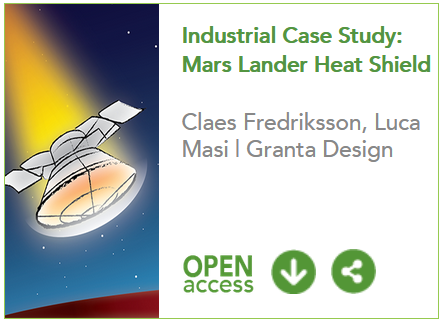 Industrial Case Study:
Mars Lander Heat Shield
Claes Fredriksson, Luca
Masi | Granta Design
OPEN
access